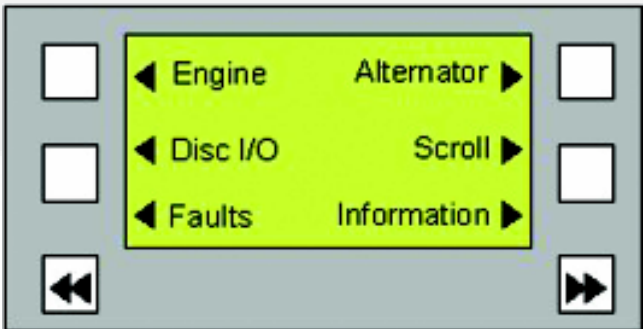 Engine Alternator
Disc I/O Scroll
Faults Information